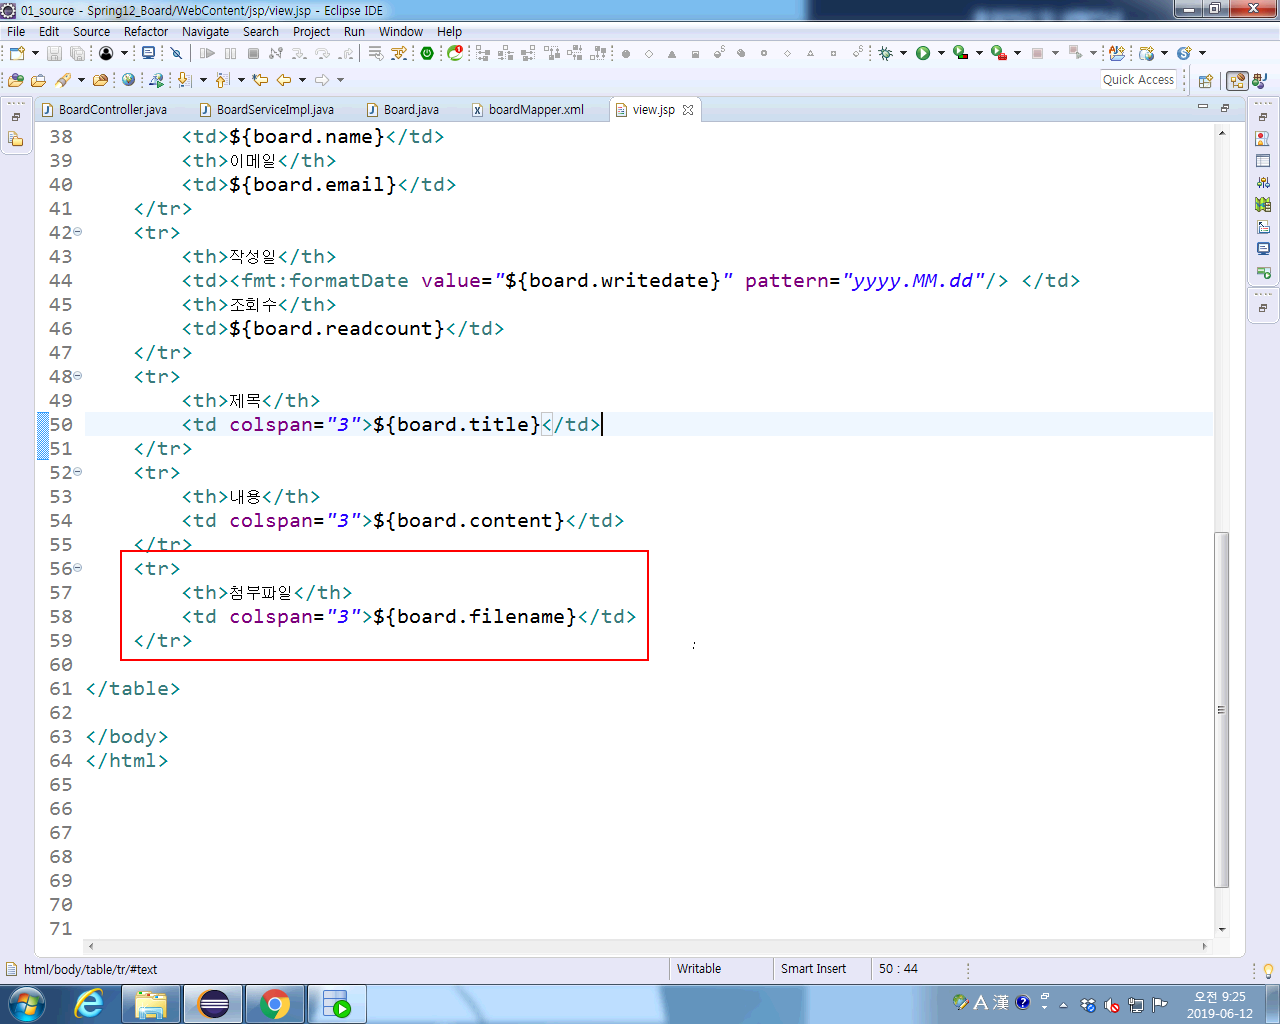 01_source - Spring12_Board/WebContent/jsp/view.jsp - Eclipse IDE
File Edit Source Refactor Navigate Search Project Run Window Help
Quick Access
BoardController.java BoardServiceImpl.java Board.java boardMapper.xml view.jsp
38 <td>${board.name}</td>
39 <th>이메일</th>
40 <td>${board.email}</td>
41 </tr>
42 <tr>
43 <th>작성일</th>
44 <td><fmt:formatDate value="${board.writedate}" pattern="yyyy.MM.dd"/> </td>
45 <th>조회수</th>
46 <td>${board.readcount}</td>
47 </tr>
48 <tr>
49 <th>제목</th>
50 <td colspan="3">${board.title}</td>
51 </tr>
52 <tr>
53 <th>내용</th>
54 <td colspan="3">${board.content}</td>
55 </tr>
56 <tr>
57 <th>첨부파일</th>
58 <td colspan="3">${board.filename}</td>
59 </tr>
60
61 </table>
62
63 </body>
64 </html>
65
66
67
68
69
70
71
html/body/table/tr/#text Writable Smart Insert 50 : 44
A 漢 오전 9:25
2019-06-12